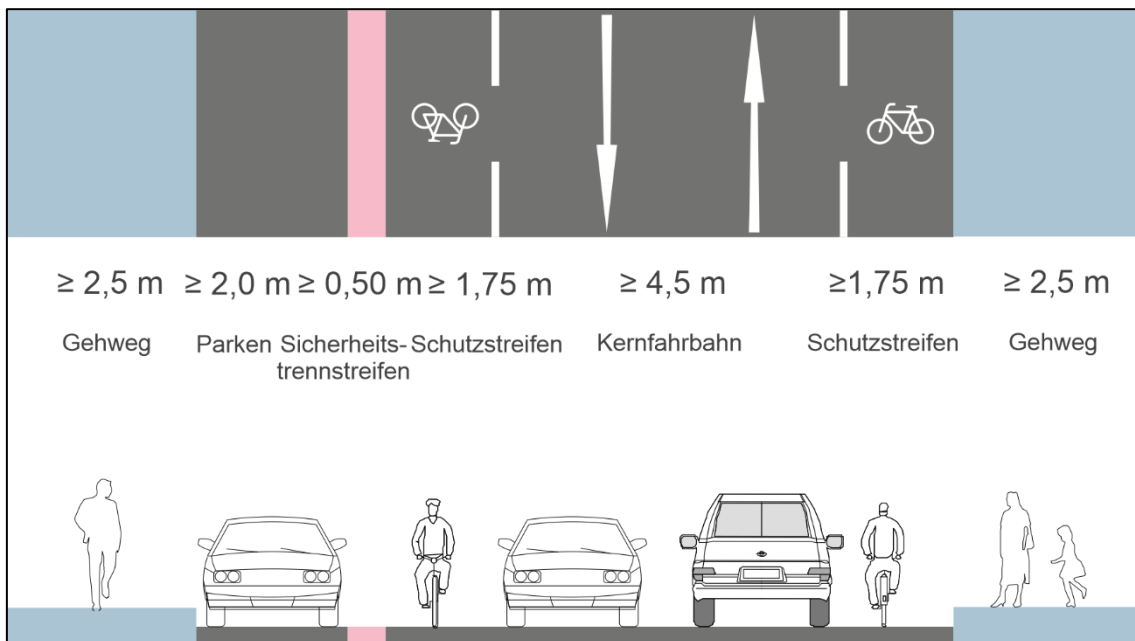 ≥ 2,5 m ≥ 2,0 m ≥ 0,50 m ≥ 1,75 m ≥ 4,5 m ≥1,75 m ≥ 2,5 m
Gehweg Parken Sicherheits- Schutzstreifen Kernfahrbahn Schutzstreifen Gehweg
trennstreifen